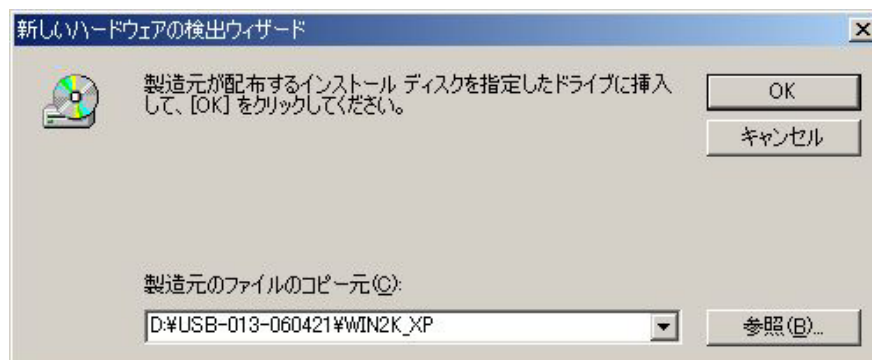 新しいハードウェアの検出ウィザード
製造元が配布するインストール ディスクを指定したドライブに挿入
して、[OK] をクリックしてください。
OK
キャンセル
製造元のファイルのコピー元(C):
D:¥USB-013-060421¥WIN2K_XP
参照(B)...